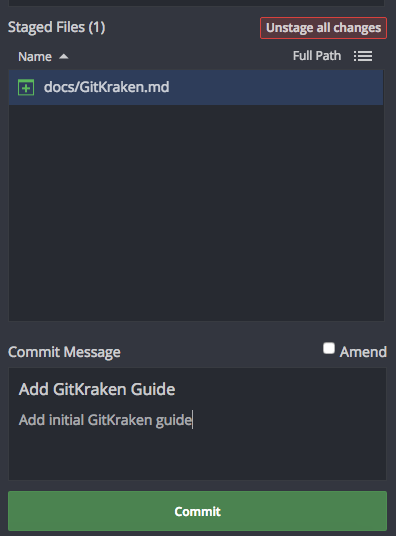 Staged Files (1) Unstage all changes
Name Full Path
docs/GitKraken.md
Commit Message Amend
Add GitKraken Guide
Add initial GitKraken guide
Commit